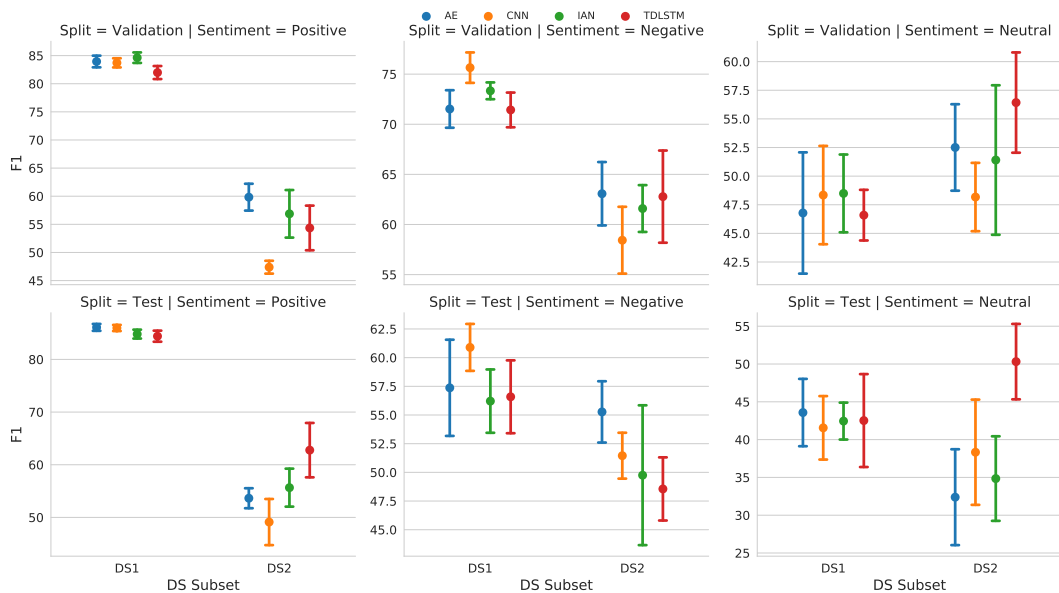 AE CNN IAN TDLSTM
Split = Validation | Sentiment = Positive
85
80
75
70
65
60
55
50
45
F1
Split = Validation | Sentiment = Negative
75
70
65
60
55
Split = Validation | Sentiment = Neutral
60.0
57.5
55.0
52.5
50.0
47.5
45.0
42.5
Split = Test | Sentiment = Positive
80
70
60
50
F1
DS1 DS2
DS Subset
Split = Test | Sentiment = Negative
62.5
60.0
57.5
55.0
52.5
50.0
47.5
45.0
DS1 DS2
DS Subset
Split = Test | Sentiment = Neutral
55
50
45
40
35
30
25
DS1 DS2
DS Subset